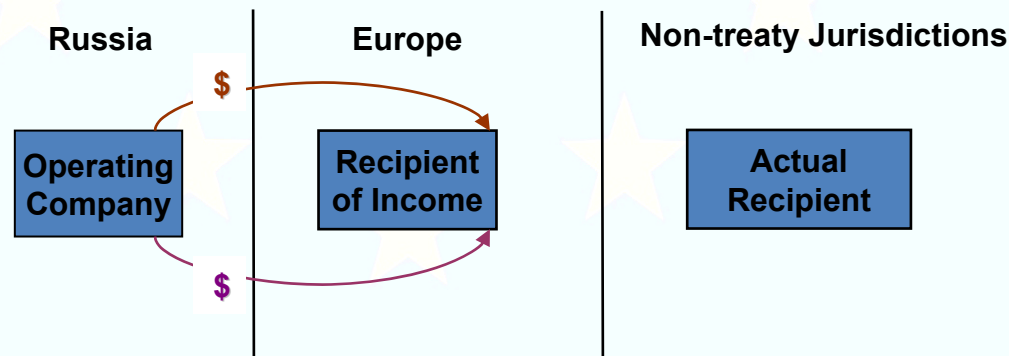 Russia
Europe
Non-treaty Jurisdictions
$
Operating
Company
Recipient
of Income
Actual
Recipient
$